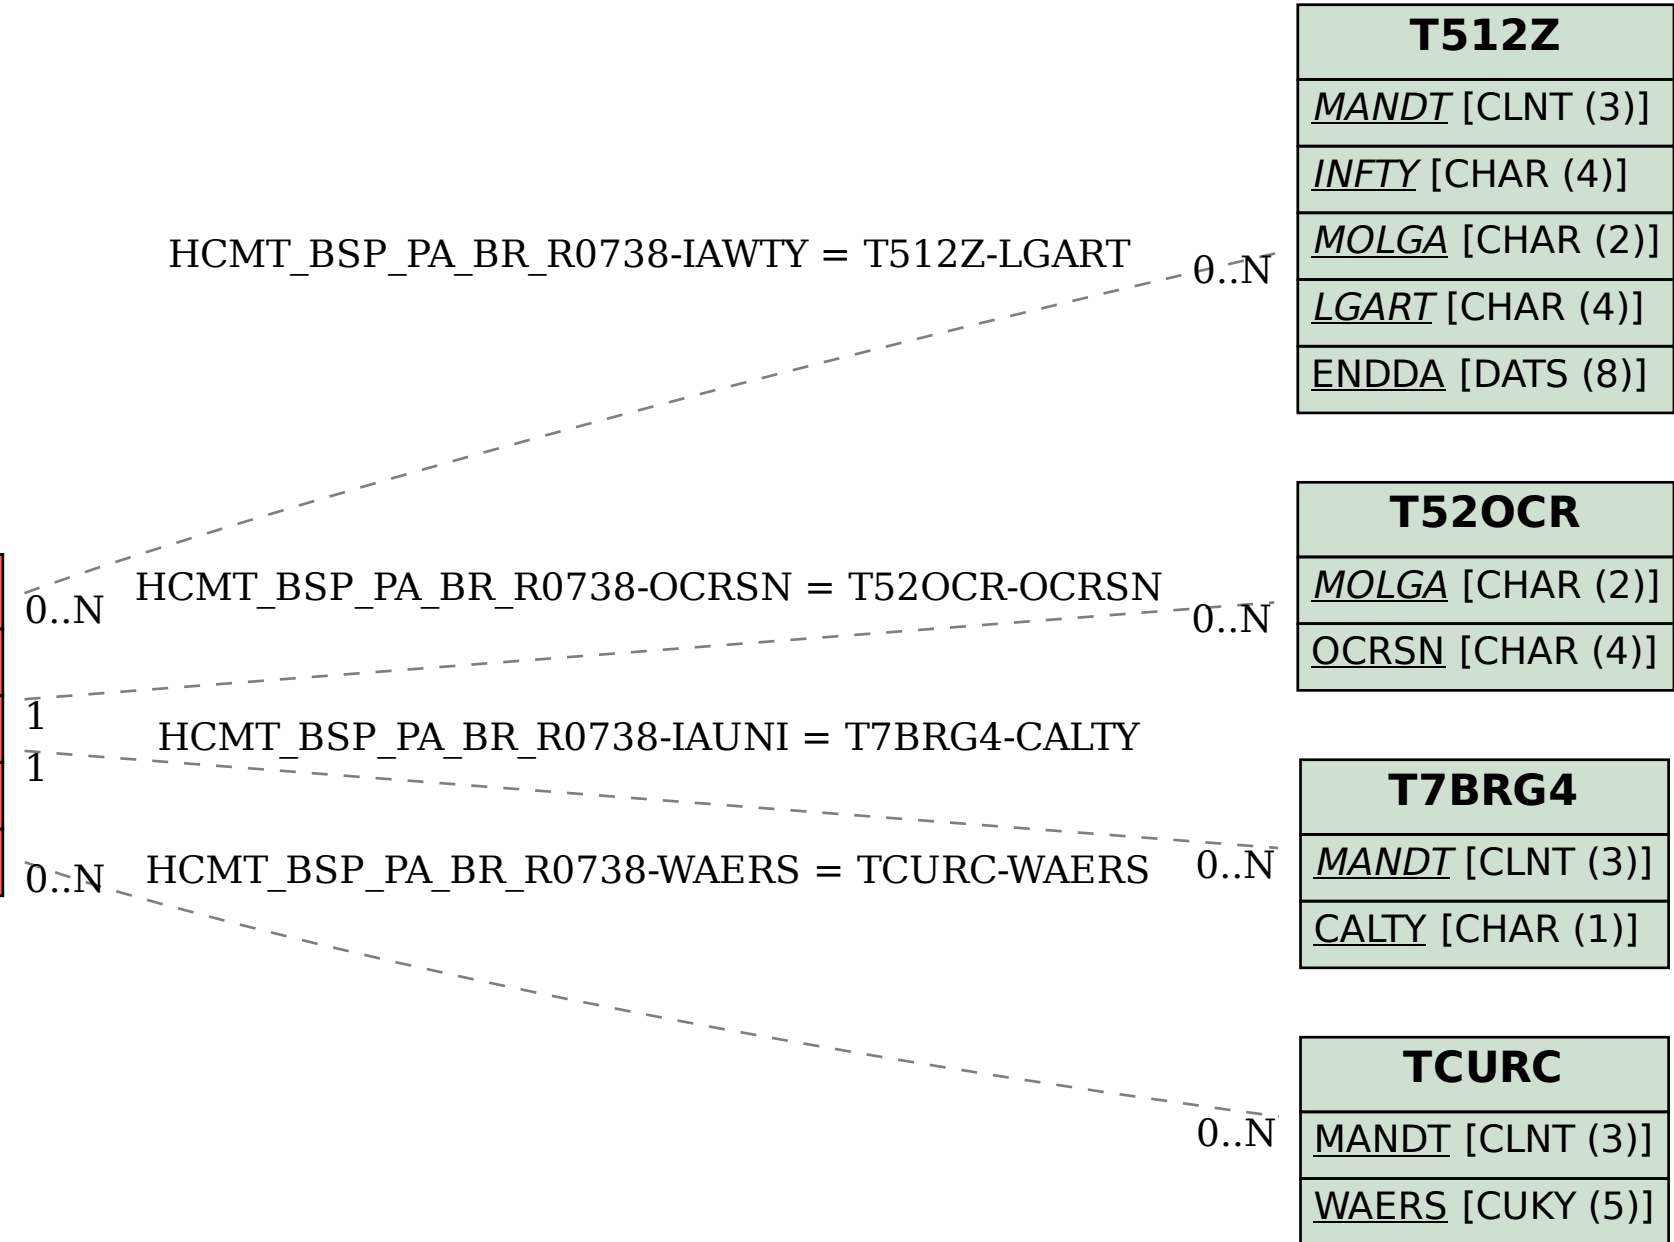 T512Z
MANDT [CLNT (3)]
INFTY [CHAR (4)]
MOLGA [CHAR (2)]
LGART [CHAR (4)]
ENDDA [DATS (8)]
HCMT_BSP_PA_BR_R0738-IAWTY = T512Z-LGART
0..N
0..N
T52OCR
MOLGA [CHAR (2)]
OCRSN [CHAR (4)]
HCMT_BSP_PA_BR_R0738-OCRSN = T52OCR-OCRSN
0..N
1
HCMT_BSP_PA_BR_R0738-IAUNI = T7BRG4-CALTY
1
0..N
T7BRG4
MANDT [CLNT (3)]
CALTY [CHAR (1)]
HCMT_BSP_PA_BR_R0738-WAERS = TCURC-WAERS
0..N
0..N
TCURC
MANDT [CLNT (3)]
WAERS [CUKY (5)]